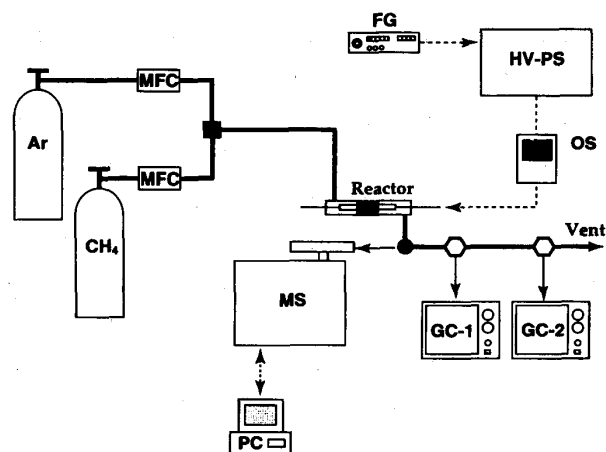 FG
HV-PS
MFC
Ar
OS
MFC
Reactor
CH₄
Vent
MS
GC-1
GC-2
PC